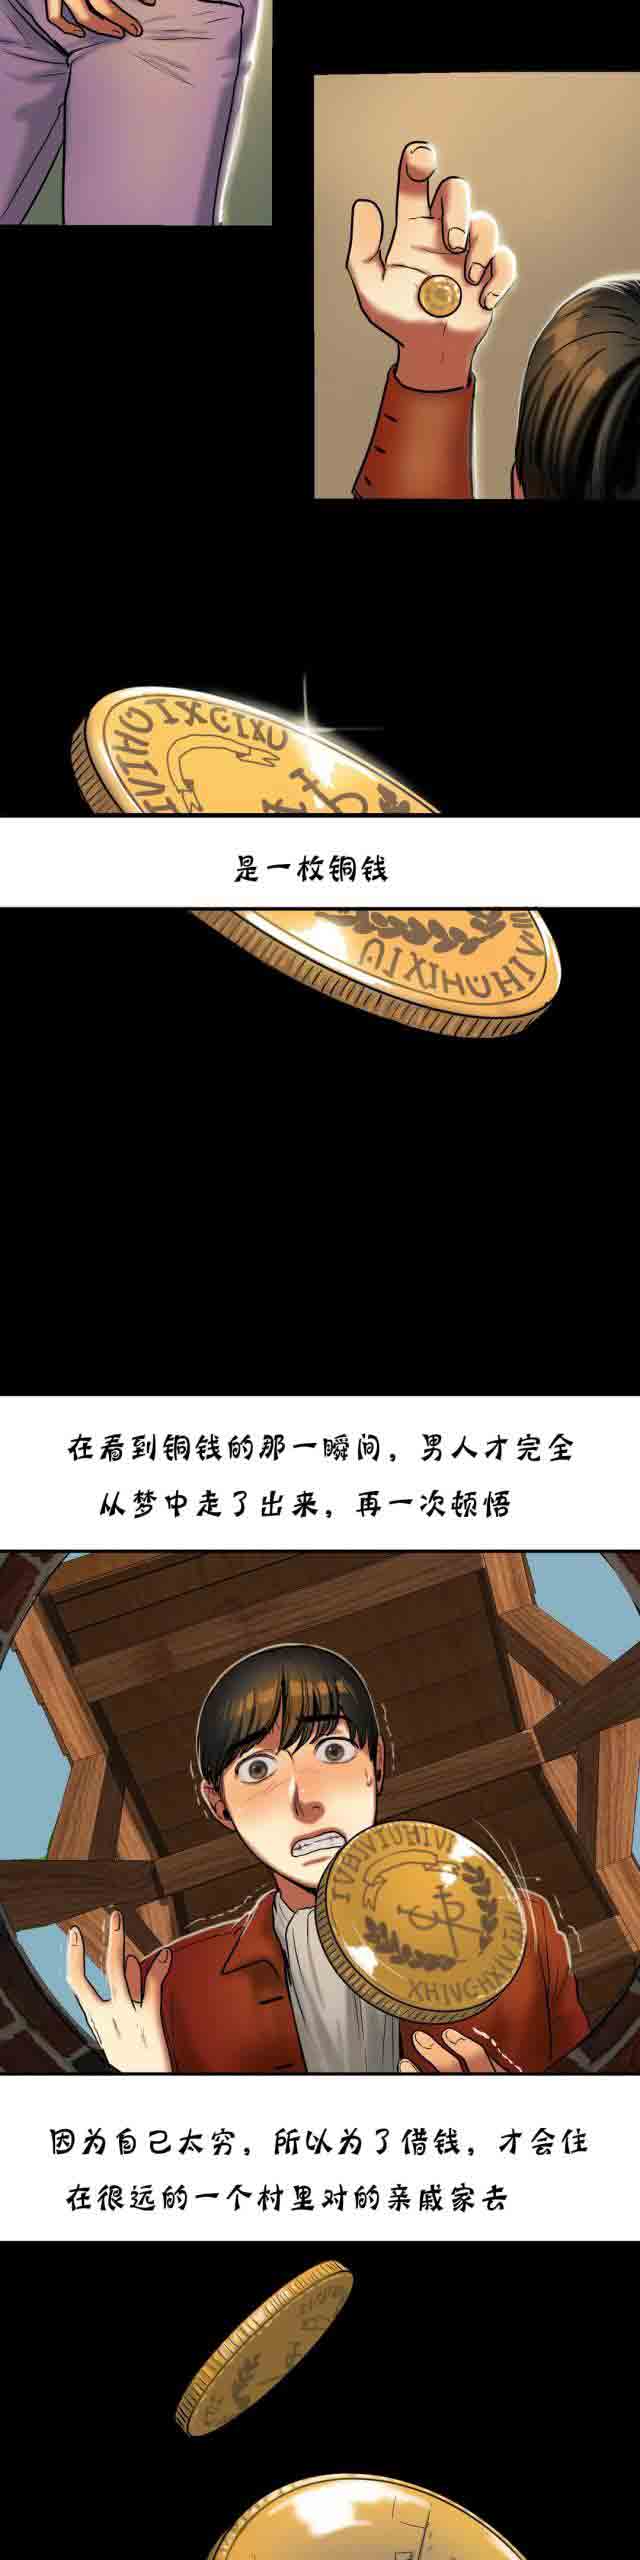 是一枚铜钱
在看到铜钱的那一瞬间，男人才完全
从梦中走了出来，再一次顿悟
因为自己太穷，所以为了借钱，才会住
在很远的一个村里对的亲戚家去